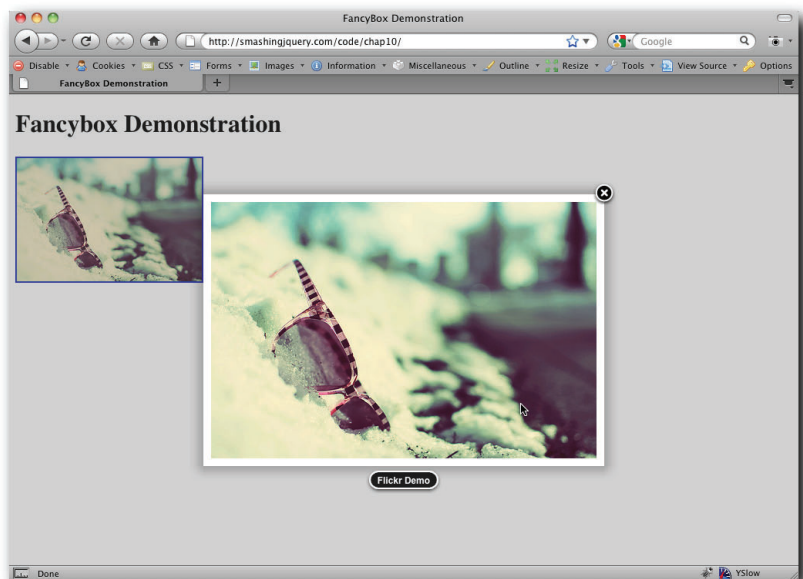 FancyBox Demonstration
http://smashingjquery.com/code/chap10/
Google
Disable Cookies CSS Forms Images Information Miscellaneous Outline Resize Tools View Source Options
FancyBox Demonstration
Fancybox Demonstration
Flickr Demo
Done
YSlow